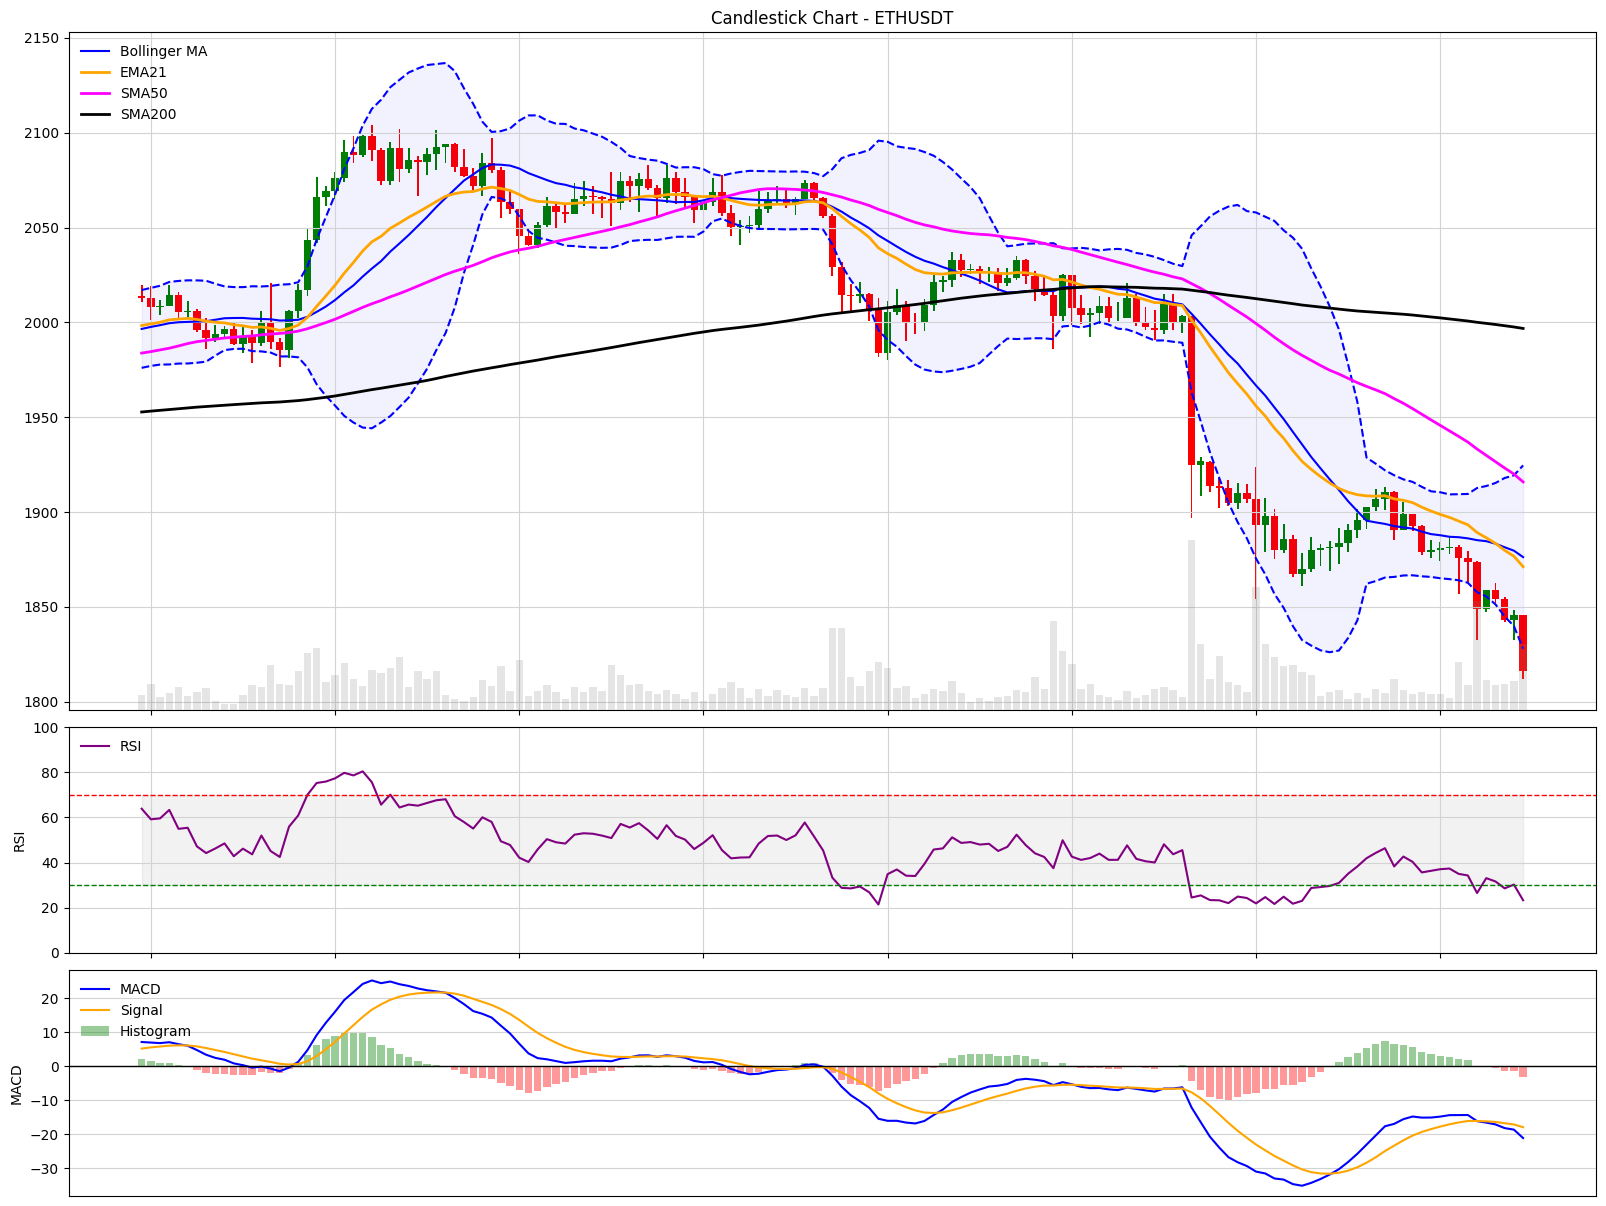 Candlestick Chart - ETHUSDT
2150
2100
2050
2000
1950
1900
1850
1800
Bollinger MA
EMA21
SMA50
SMA200
100
80
60
40
20
0
RSI
RSI
20
10
0
−10
−20
−30
MACD
MACD
Signal
Histogram